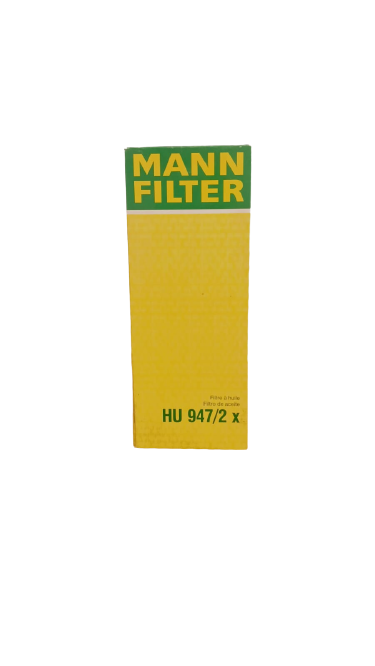 MANN
FILTER
Filtre à huile
Filtro de aceite
HU 947/2 x